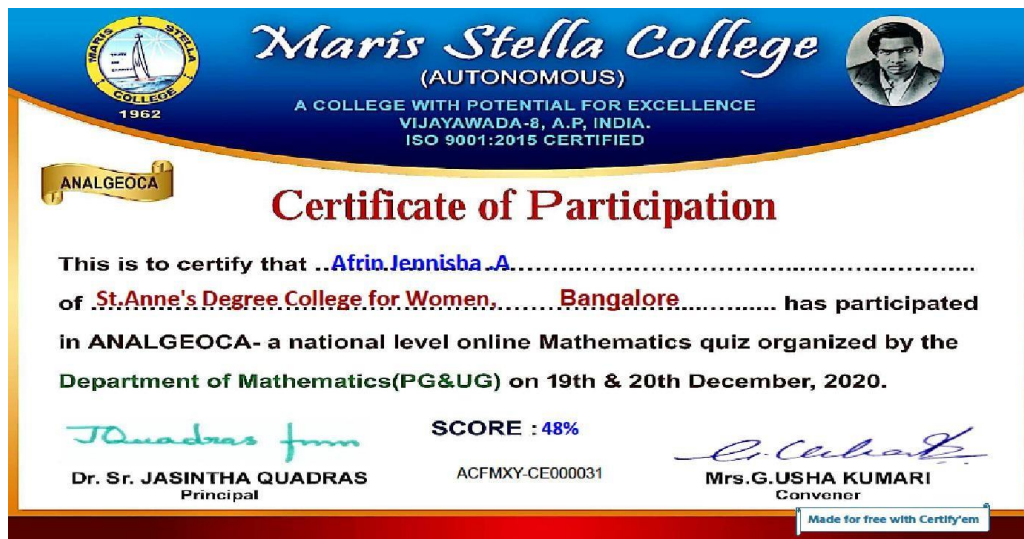 MARIS STELLA
COLLEGE
1962
Maris Stella College
(AUTONOMOUS)
A COLLEGE WITH POTENTIAL FOR EXCELLENCE
VIJAYAWADA-8, A.P, INDIA.
ISO 9001:2015 CERTIFIED
ANALGEOCA
Certificate of Participation
This is to certify that ..Afrin Jennisha .A
of St.Anne's Degree College for Women, Bangalore has participated
in ANALGEOCA- a national level online Mathematics quiz organized by the
Department of Mathematics(PG&UG) on 19th & 20th December, 2020.
SCORE : 48%
JQuadras
Dr. Sr. JASINTHA QUADRAS
Principal
ACFMXY-CE000031
Mrs.G.USHA KUMARI
Convener
Made for free with Certify'em